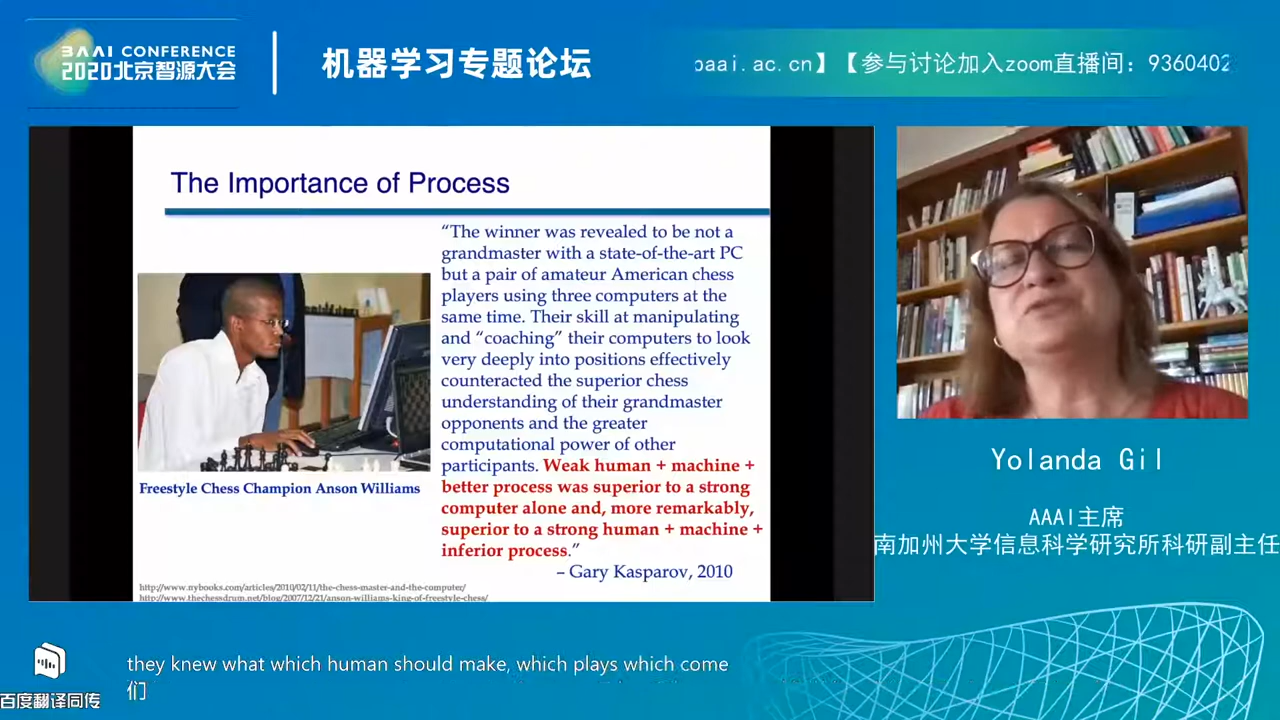 BAAI CONFERENCE
2020北京智源大会
机器学习专题论坛
baai.ac.cn】【参与讨论加入zoom直播间：9360402
The Importance of Process
“The winner was revealed to be not a
grandmaster with a state-of-the-art PC
but a pair of amateur American chess
players using three computers at the
same time. Their skill at manipulating
and “coaching” their computers to look
very deeply into positions effectively
counteracted the superior chess
understanding of their grandmaster
opponents and the greater
computational power of other
participants. Weak human + machine +
better process was superior to a strong
computer alone and, more remarkably,
superior to a strong human + machine +
inferior process.”
– Gary Kasparov, 2010
Freestyle Chess Champion Anson Williams
http://www.nybooks.com/articles/2010/02/11/the-chess-master-and-the-computer/
http://www.thechessdrum.net/blog/2007/12/21/anson-williams-king-of-freestyle-chess/
Yolanda Gil
AAAI主席
南加州大学信息科学研究所科研副主任
they knew what which human should make, which plays which come
们
百度翻译同传